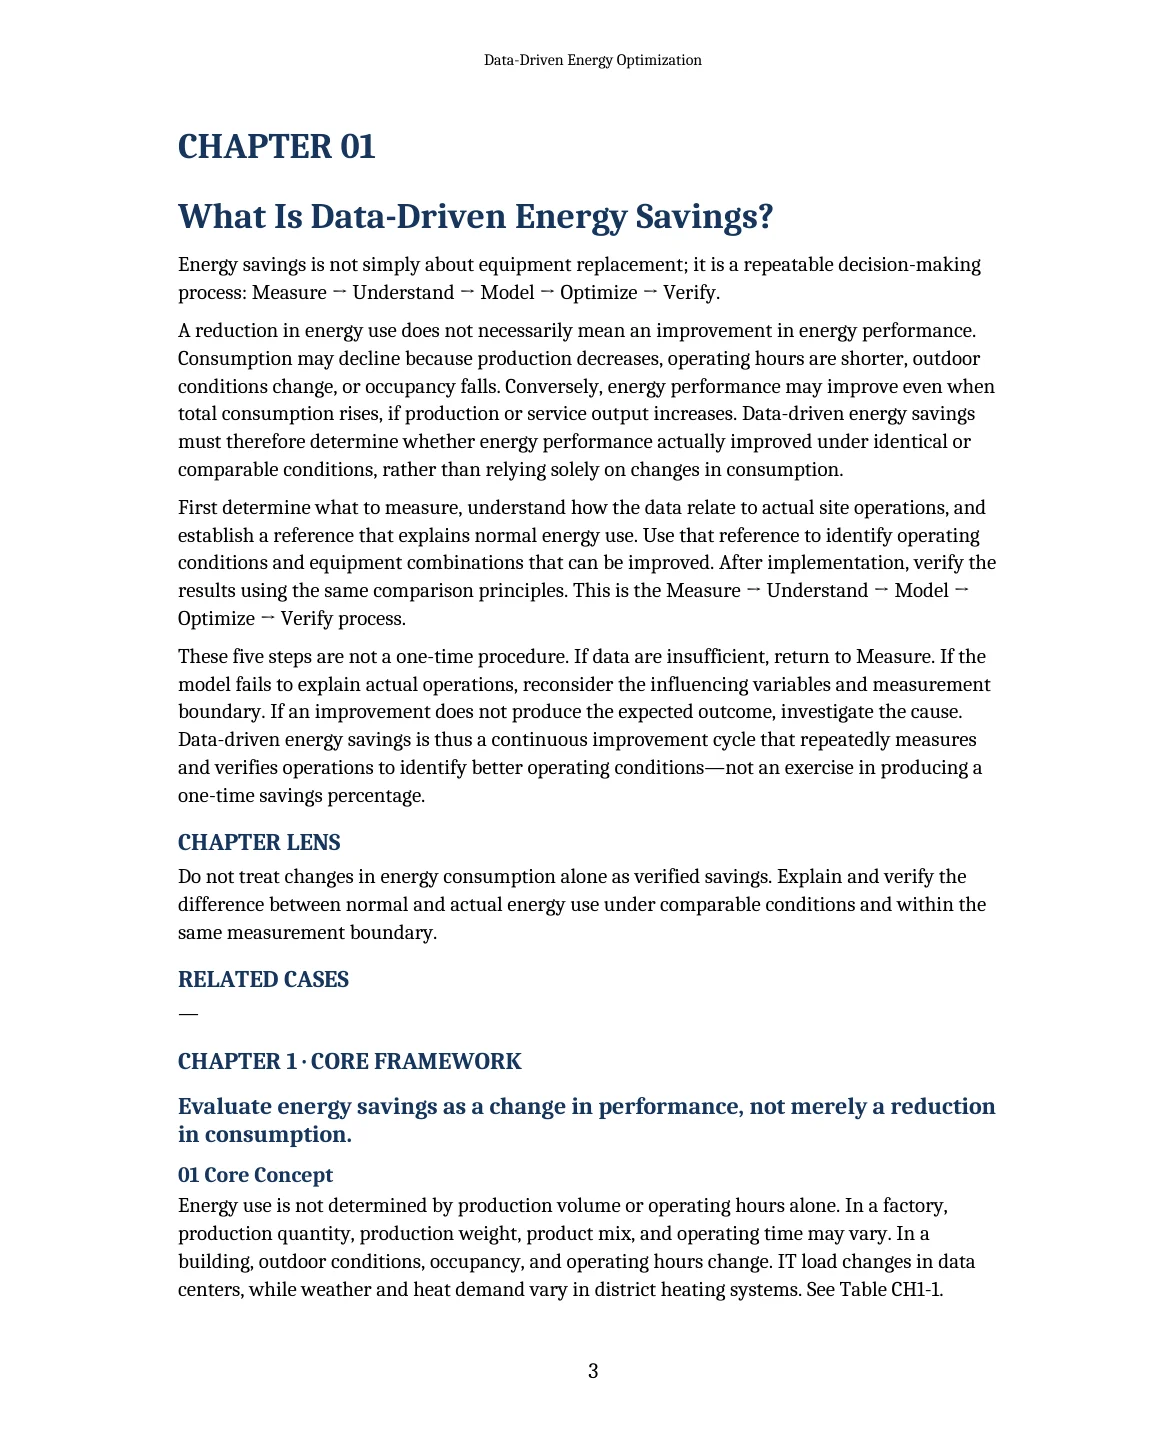 Data-Driven Energy Optimization
CHAPTER 01
What Is Data-Driven Energy Savings?
Energy savings is not simply about equipment replacement; it is a repeatable decision-making
process: Measure → Understand → Model → Optimize → Verify.
A reduction in energy use does not necessarily mean an improvement in energy performance.
Consumption may decline because production decreases, operating hours are shorter, outdoor
conditions change, or occupancy falls. Conversely, energy performance may improve even when
total consumption rises, if production or service output increases. Data-driven energy savings
must therefore determine whether energy performance actually improved under identical or
comparable conditions, rather than relying solely on changes in consumption.
First determine what to measure, understand how the data relate to actual site operations, and
establish a reference that explains normal energy use. Use that reference to identify operating
conditions and equipment combinations that can be improved. After implementation, verify the
results using the same comparison principles. This is the Measure → Understand → Model →
Optimize → Verify process.
These five steps are not a one-time procedure. If data are insufficient, return to Measure. If the
model fails to explain actual operations, reconsider the influencing variables and measurement
boundary. If an improvement does not produce the expected outcome, investigate the cause.
Data-driven energy savings is thus a continuous improvement cycle that repeatedly measures
and verifies operations to identify better operating conditions—not an exercise in producing a
one-time savings percentage.
CHAPTER LENS
Do not treat changes in energy consumption alone as verified savings. Explain and verify the
difference between normal and actual energy use under comparable conditions and within the
same measurement boundary.
RELATED CASES
—
CHAPTER 1 · CORE FRAMEWORK
Evaluate energy savings as a change in performance, not merely a reduction
in consumption.
01 Core Concept
Energy use is not determined by production volume or operating hours alone. In a factory,
production quantity, production weight, product mix, and operating time may vary. In a
building, outdoor conditions, occupancy, and operating hours change. IT load changes in data
centers, while weather and heat demand vary in district heating systems. See Table CH1-1.
3